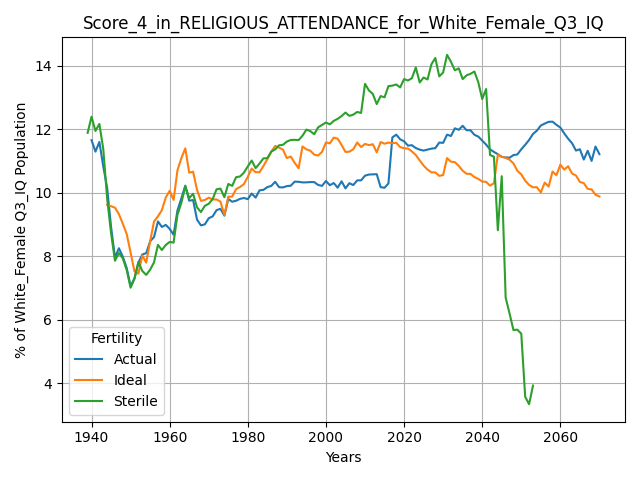 Score_4_in_RELIGIOUS_ATTENDANCE_for_White_Female_Q3_IQ
% of White_Female Q3_IQ Population
14
12
10
8
6
4
Fertility
Actual
Ideal
Sterile
1940 1960 1980 2000 2020 2040 2060
Years